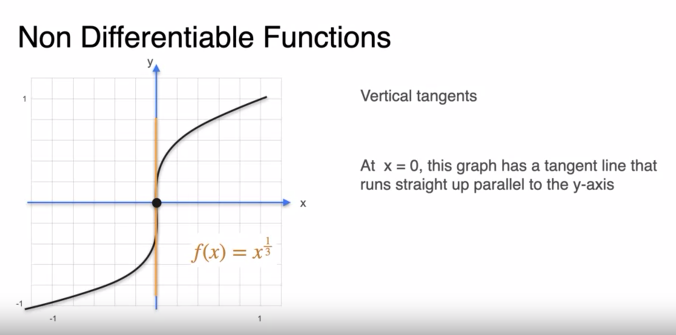 Non Differentiable Functions
y
1
Vertical tangents
At x = 0, this graph has a tangent line that
runs straight up parallel to the y-axis
x
f(x) = x^{1/3}
-1
-1
1